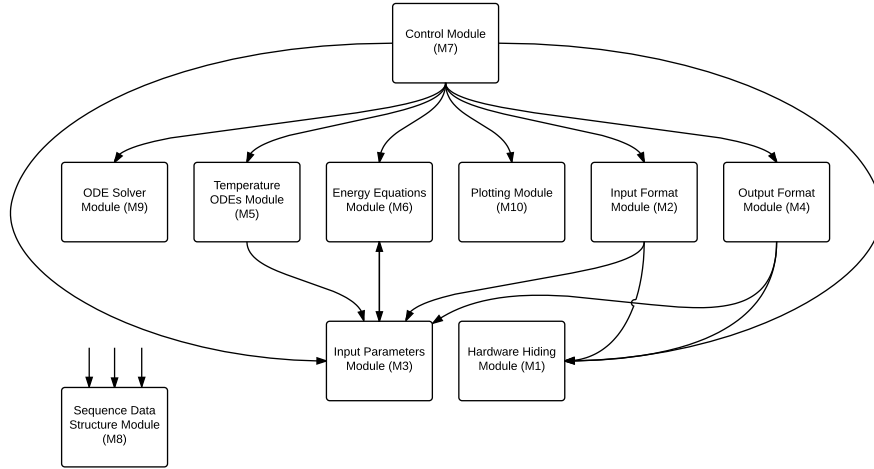 Control Module
(M7)
ODE Solver
Module (M9)
Temperature
ODEs Module
(M5)
Energy Equations
Module (M6)
Plotting Module
(M10)
Input Format
Module (M2)
Output Format
Module (M4)
Input Parameters
Module (M3)
Hardware Hiding
Module (M1)
Sequence Data
Structure Module
(M8)